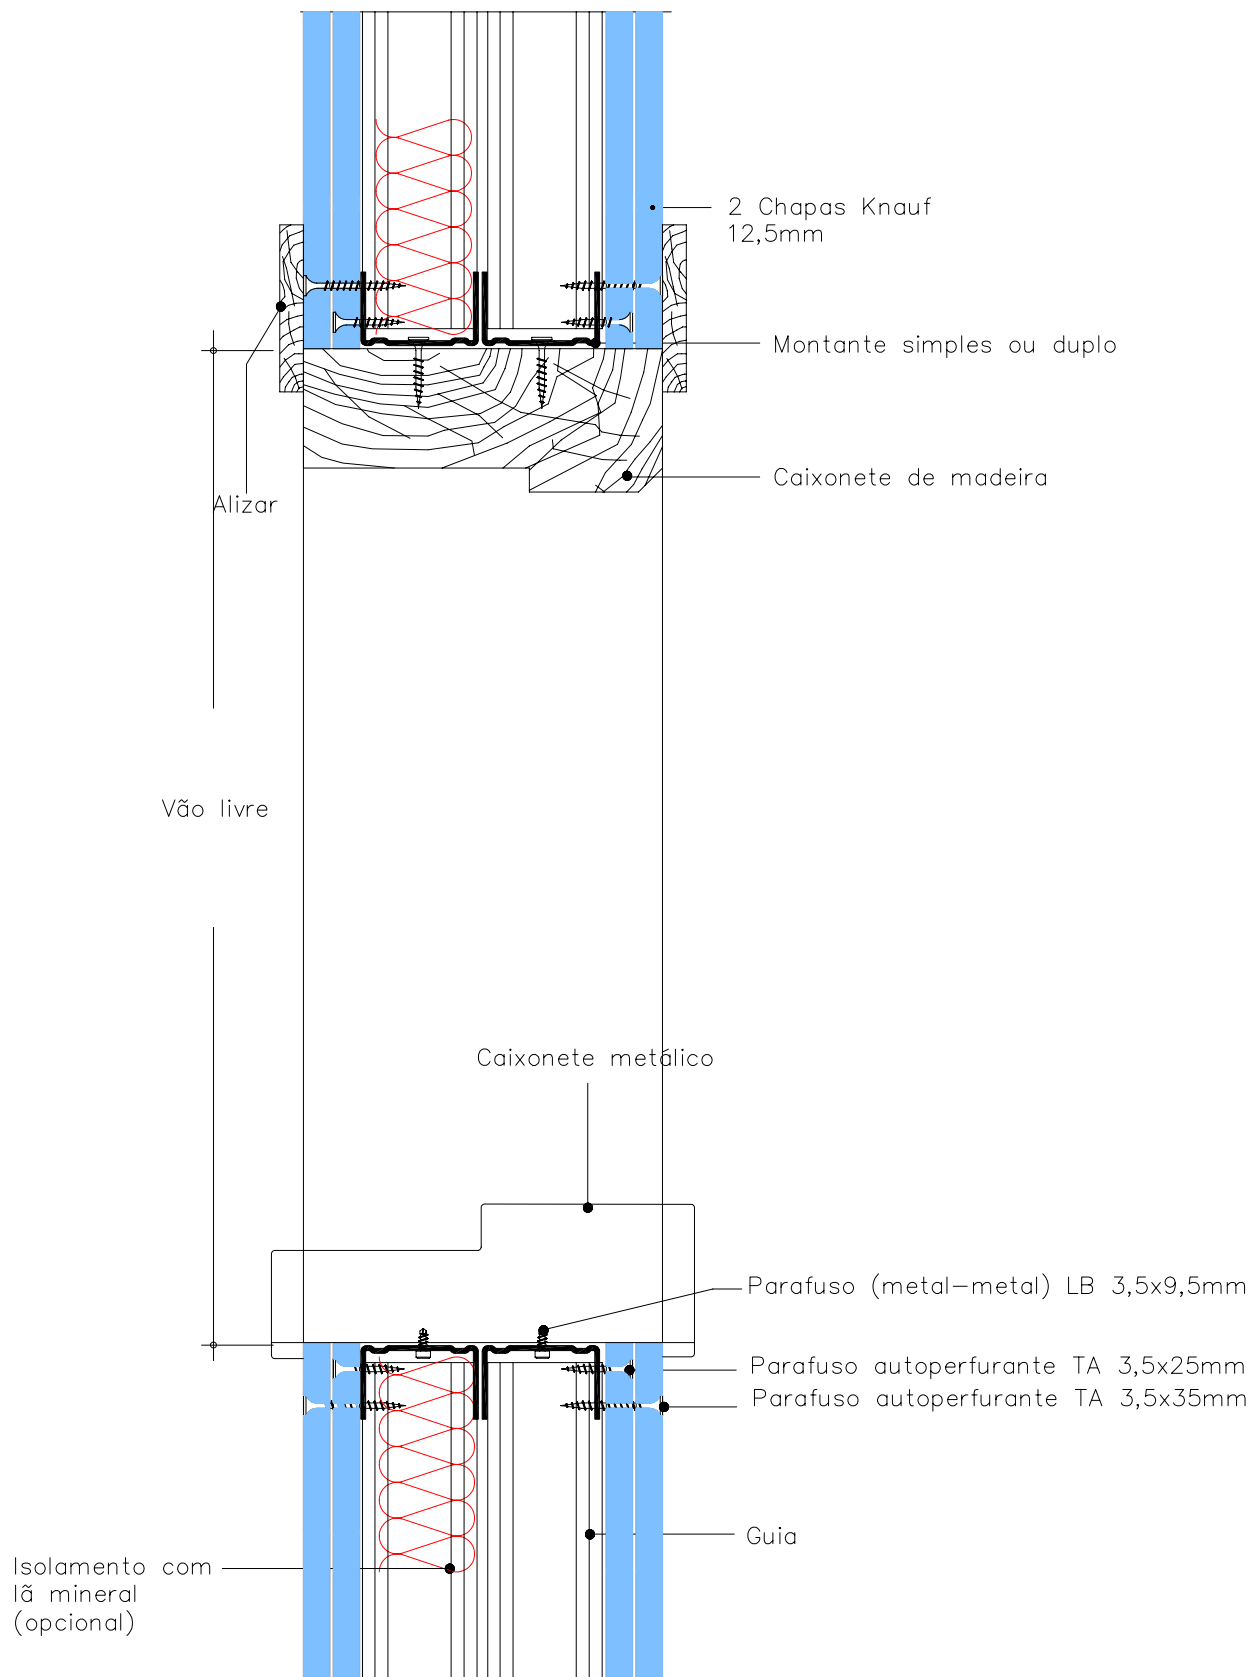 2 Chapas Knauf
12,5mm
Montante simples ou duplo
Caixonete de madeira
Alizar
Vão livre
Caixonete metálico
Parafuso (metal-metal) LB 3,5x9,5mm
Parafuso autoperfurante TA 3,5x25mm
Parafuso autoperfurante TA 3,5x35mm
Guia
Isolamento com
lã mineral
(opcional)